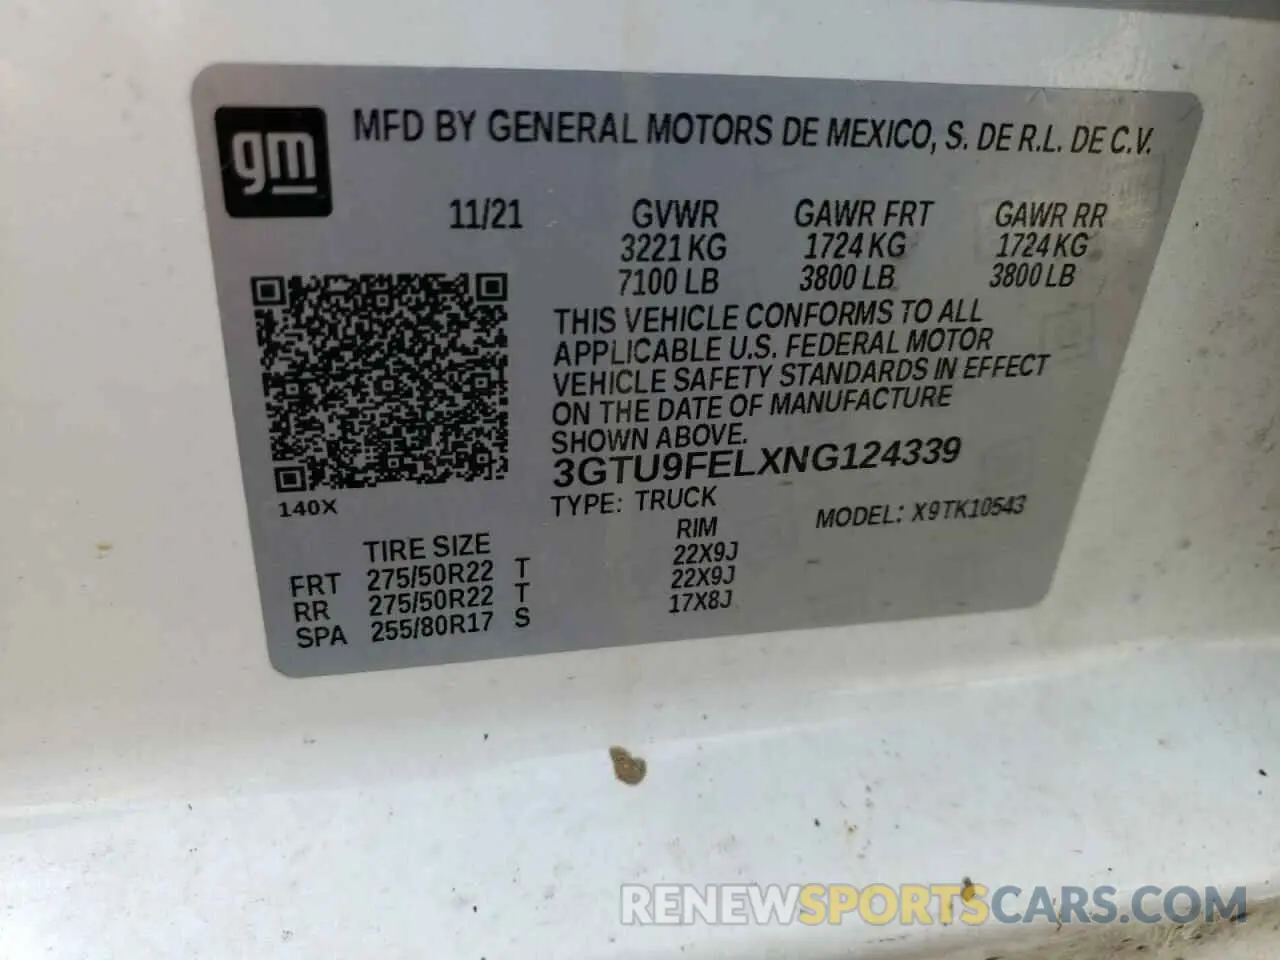 gm
MFD BY GENERAL MOTORS DE MEXICO, S. DE R.L. DE C.V.
11/21 GVWR GAWR FRT GAWR RR
3221 KG 1724 KG 1724 KG
7100 LB 3800 LB 3800 LB
THIS VEHICLE CONFORMS TO ALL
APPLICABLE U.S. FEDERAL MOTOR
VEHICLE SAFETY STANDARDS IN EFFECT
ON THE DATE OF MANUFACTURE
SHOWN ABOVE.
3GTU9FELXNG124339
140X
TYPE: TRUCK MODEL: X9TK10543
TIRE SIZE RIM
FRT 275/50R22 T 22X9J
RR 275/50R22 T 22X9J
SPA 255/80R17 S 17X8J
RENEWSPORTSCARS.COM